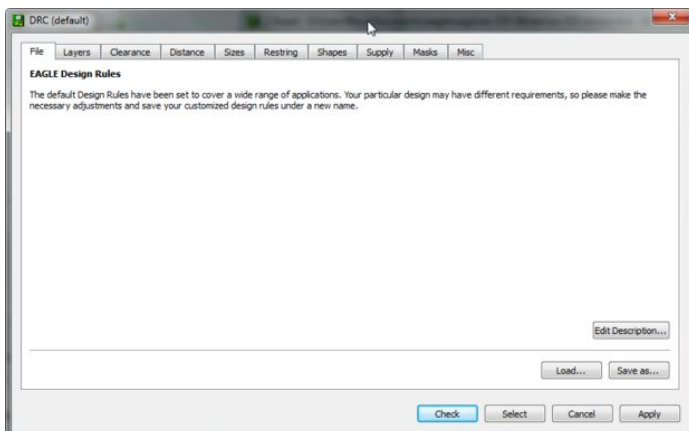 DRC (default)
File Layers Clearance Distance Sizes Restring Shapes Supply Masks Misc
EAGLE Design Rules
The default Design Rules have been set to cover a wide range of applications. Your particular design may have different requirements, so please make the
necessary adjustments and save your customized design rules under a new name.
Edit Description...
Load... Save as...
Check Select Cancel Apply